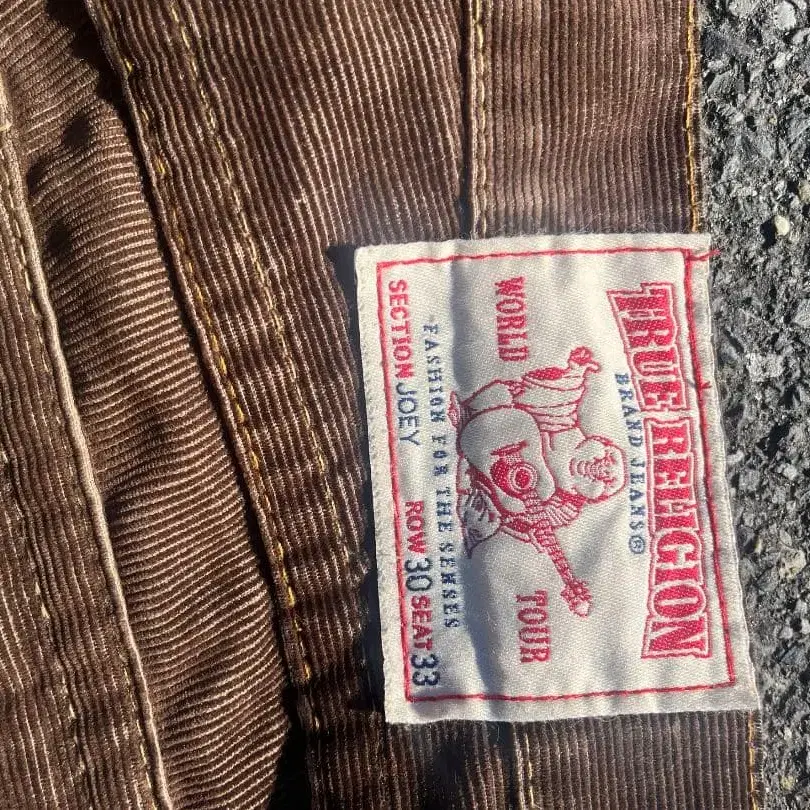 TRUE RELIGION
BRAND JEANS®
WORLD TOUR
"FASHION FOR THE SENSES
SECTION JOEY ROW 30 SEAT 33